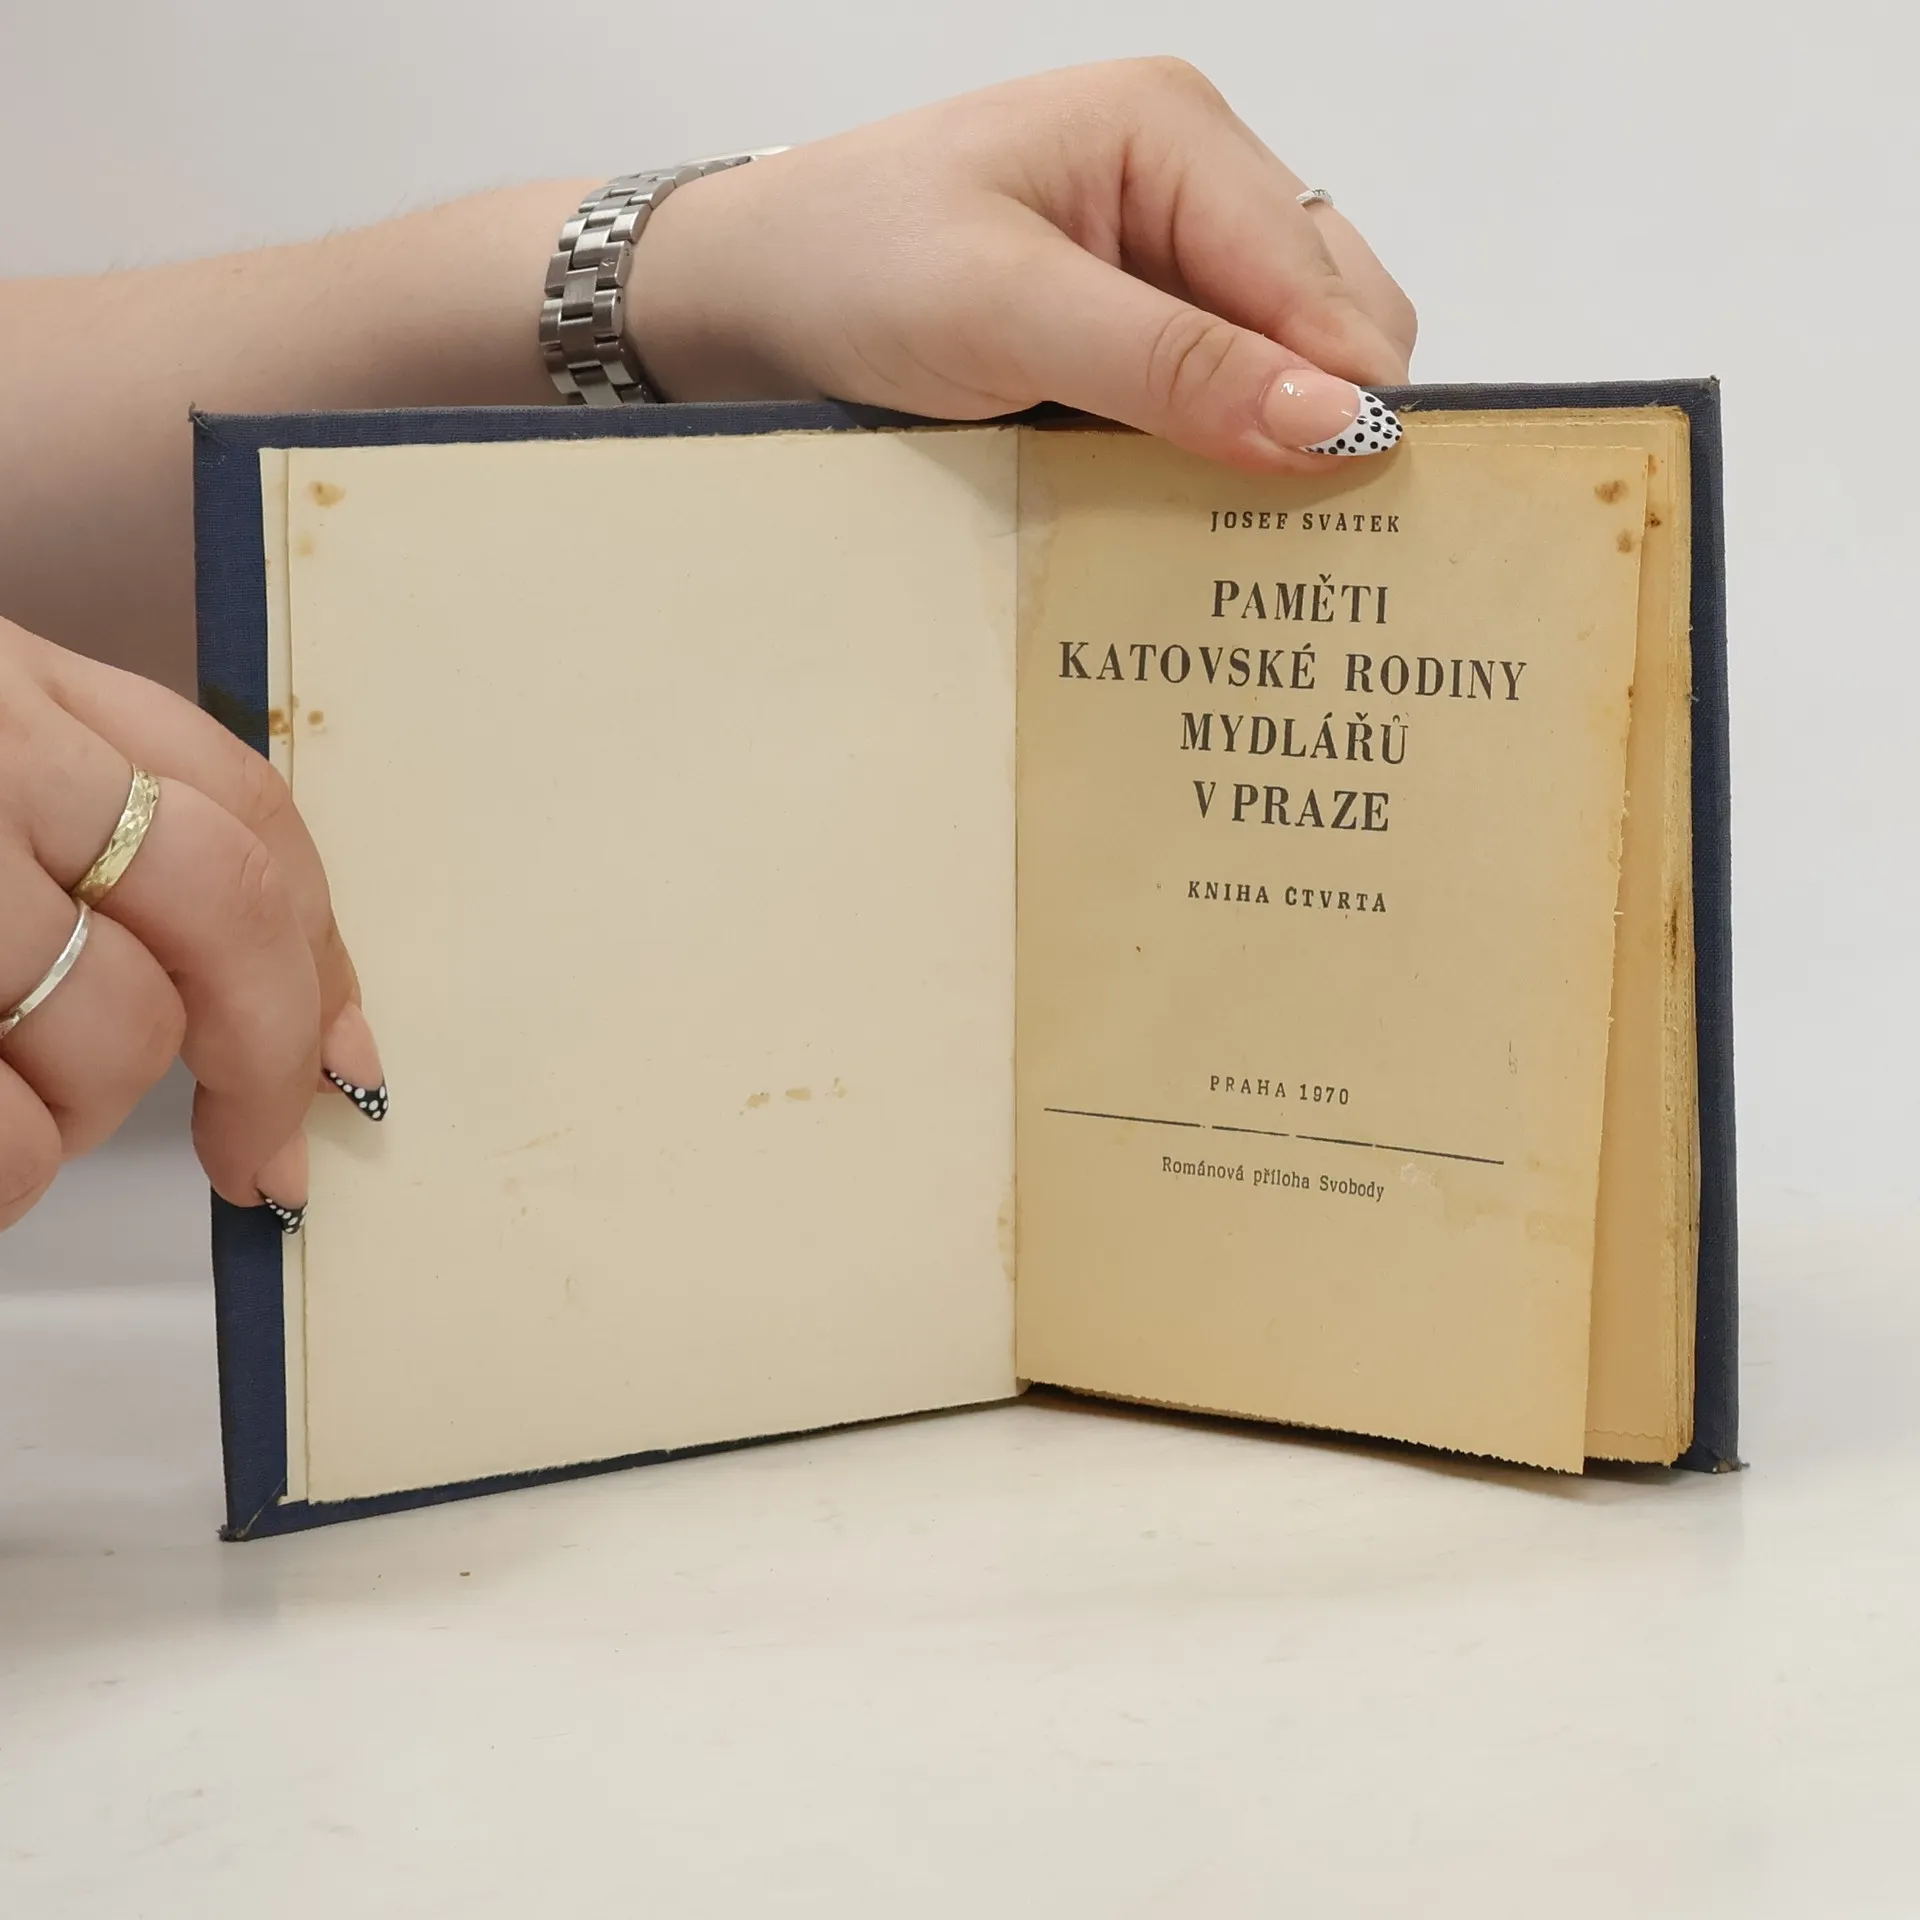 JOSEF SVÁTEK
PAMĚTI
KATOVSKÉ RODINY
MYDLÁŘŮ
V PRAZE
KNIHA ČTVRTÁ
PRAHA 1970
Románová příloha Svobody